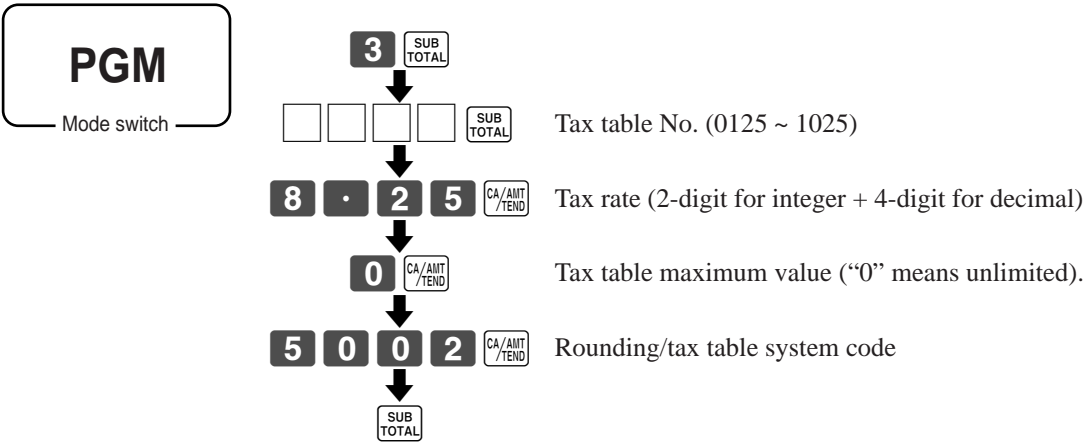 PGM
Mode switch
3 SUB TOTAL
SUB TOTAL Tax table No. (0125 ~ 1025)
8 · 2 5 CA/AMT /TEND Tax rate (2-digit for integer + 4-digit for decimal)
0 CA/AMT /TEND Tax table maximum value (“0” means unlimited).
5 0 0 2 CA/AMT /TEND Rounding/tax table system code
SUB TOTAL